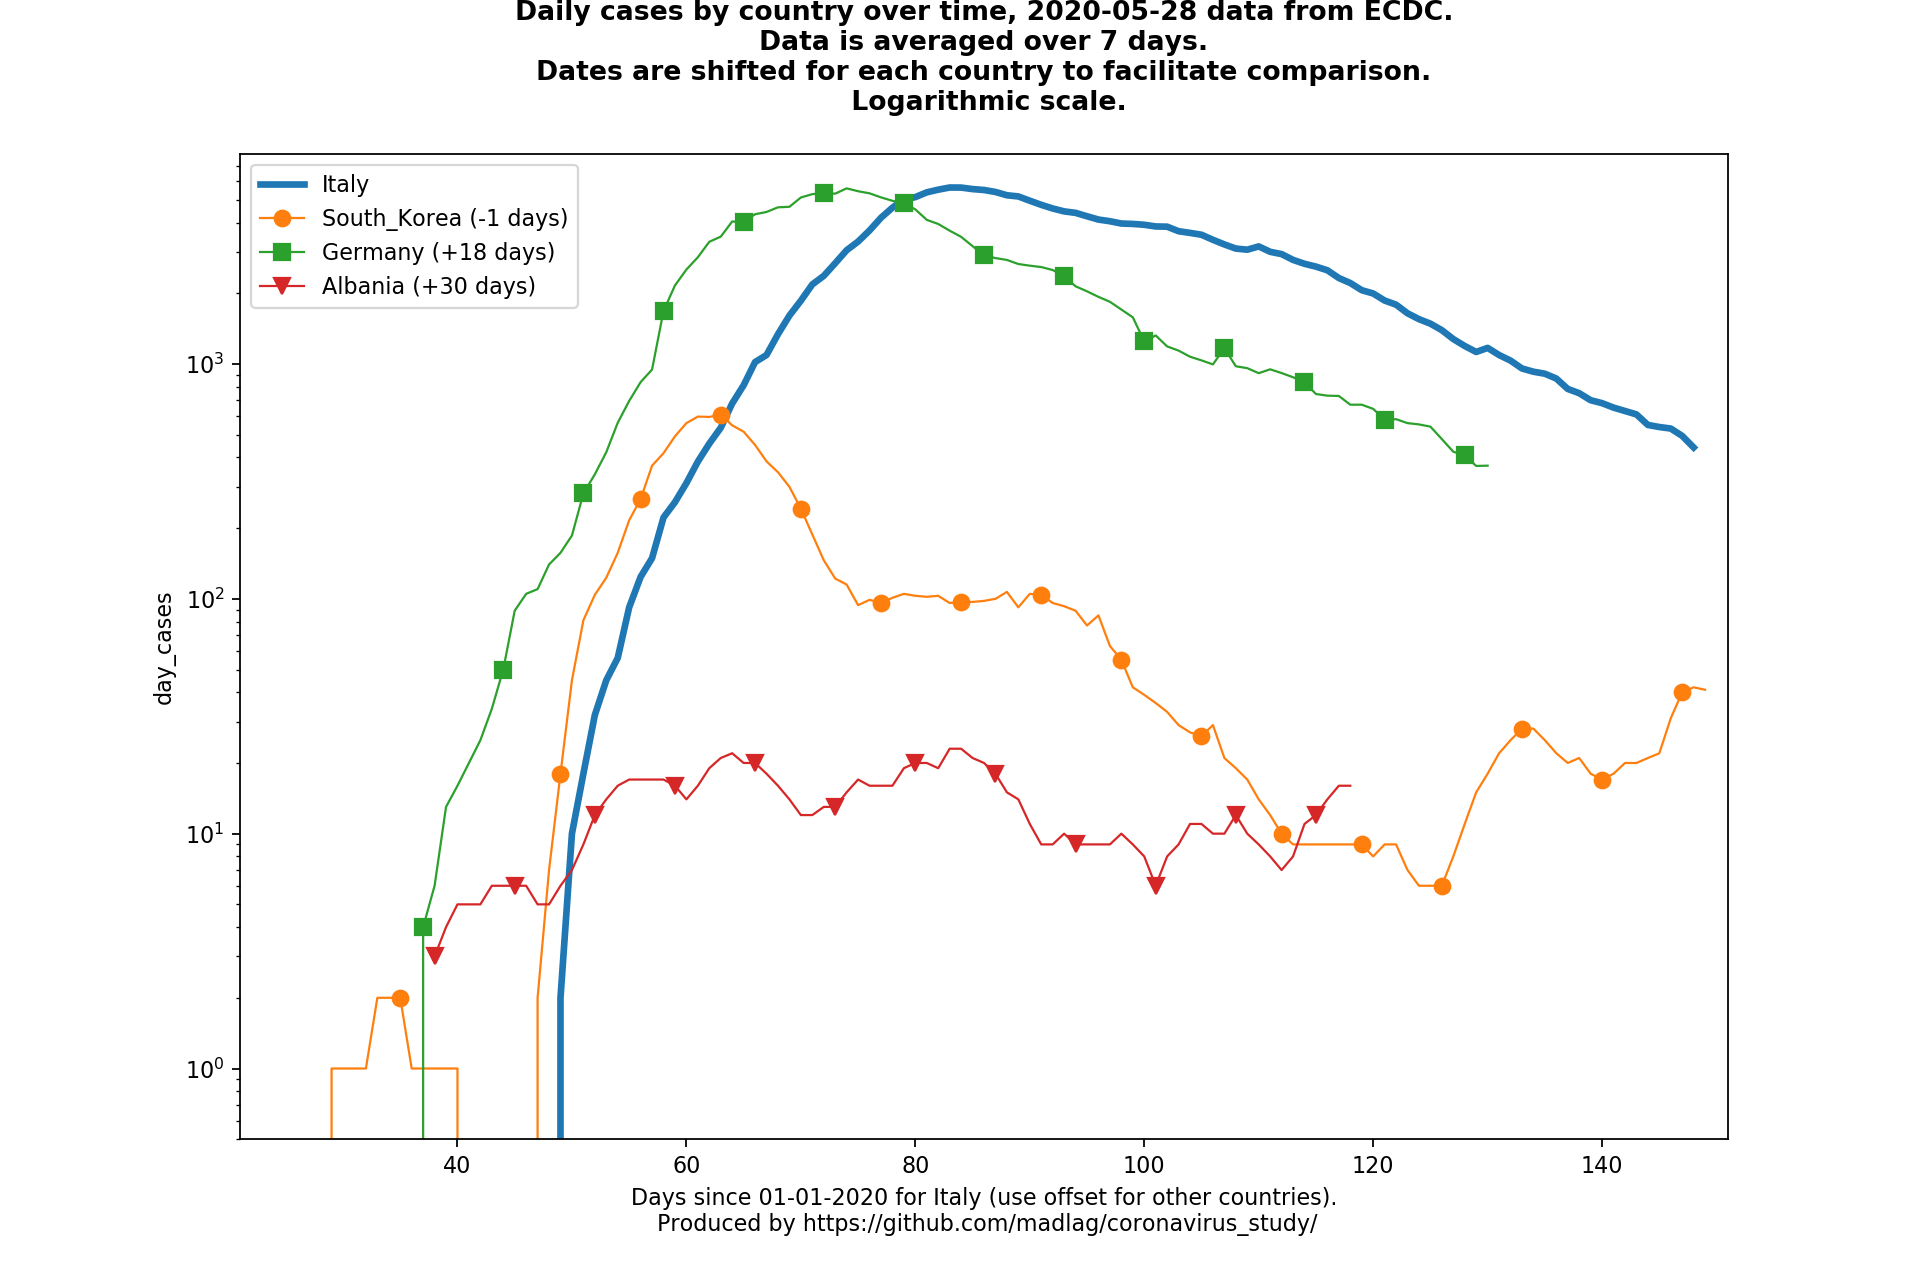 Daily cases by country over time, 2020-05-28 data from ECDC.
Data is averaged over 7 days.
Dates are shifted for each country to facilitate comparison.
Logarithmic scale.
Italy
South_Korea (-1 days)
Germany (+18 days)
Albania (+30 days)
10³
10²
10¹
10⁰
day_cases
40 60 80 100 120 140
Days since 01-01-2020 for Italy (use offset for other countries).
Produced by https://github.com/madlag/coronavirus_study/